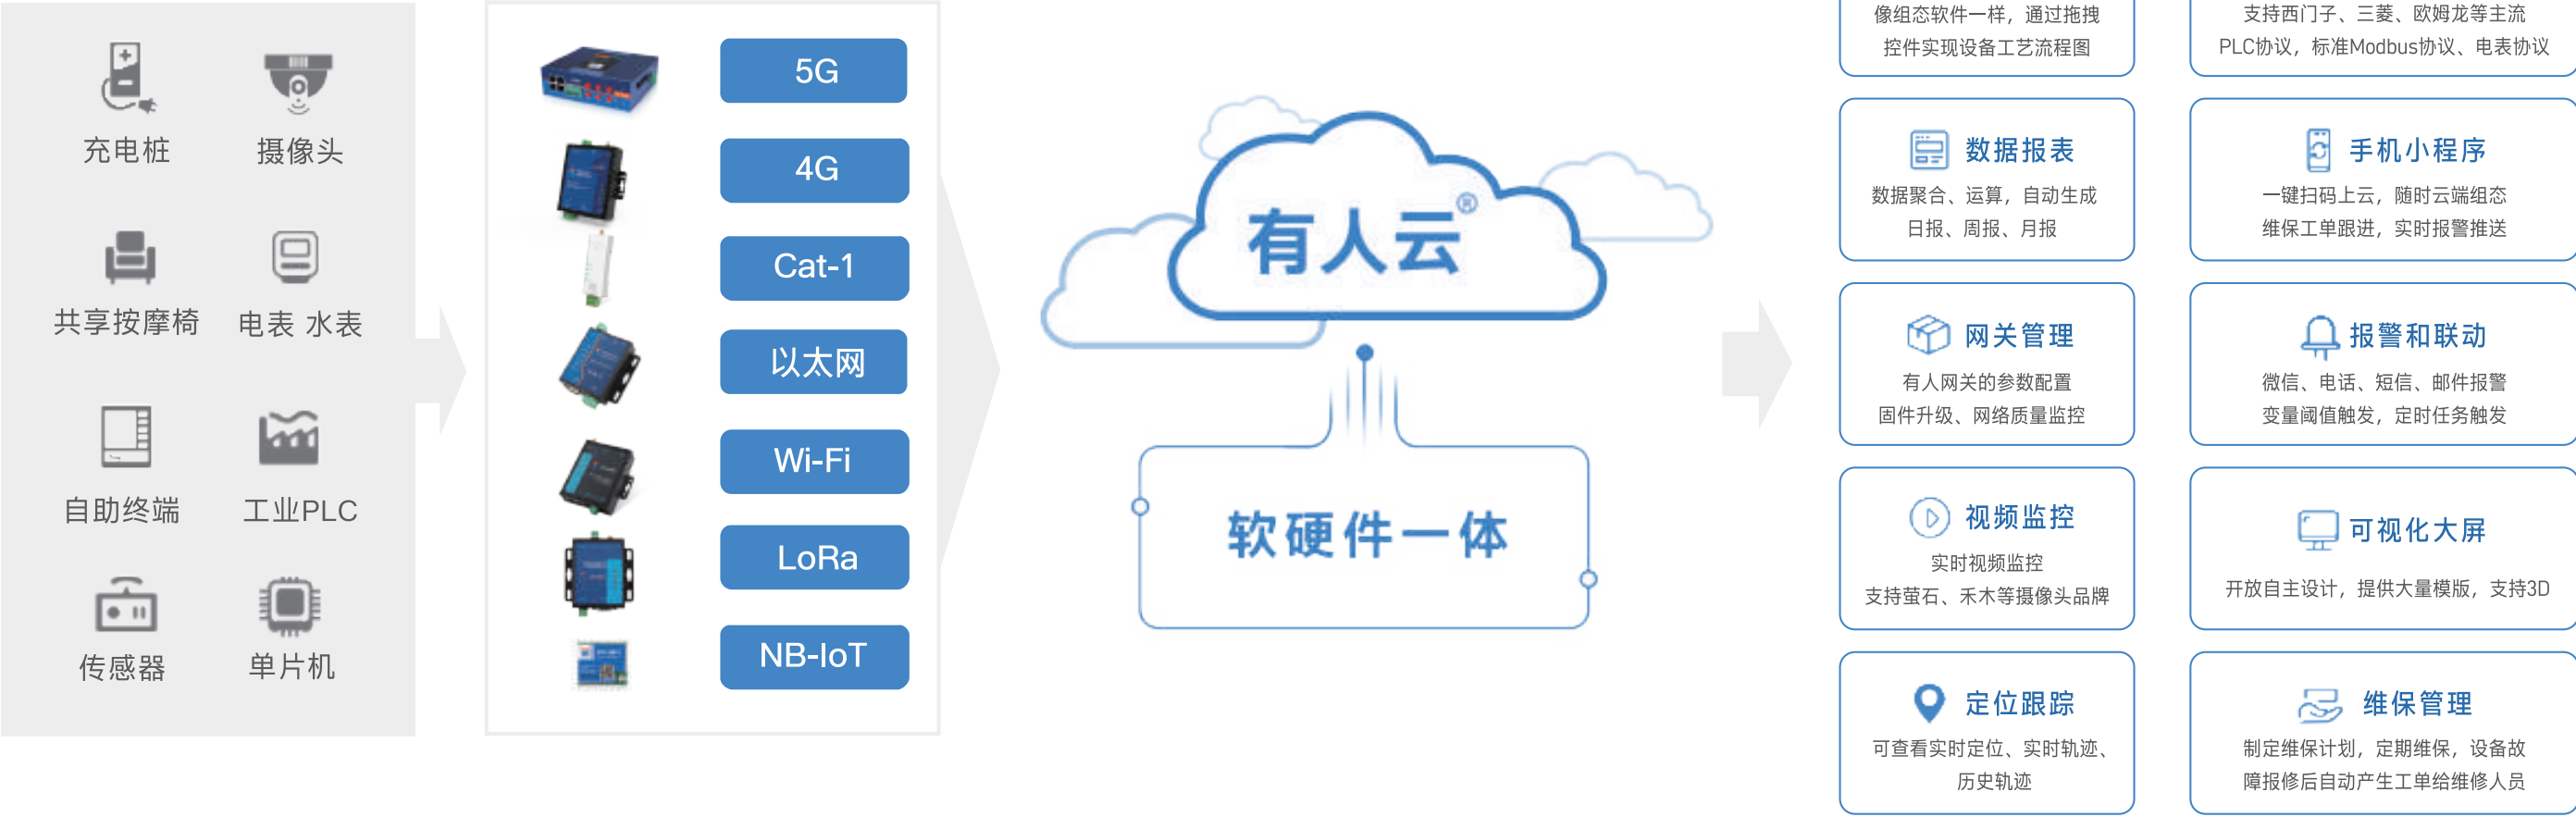 充电桩
摄像头
共享按摩椅
电表 水表
自助终端
工业PLC
传感器
单片机
5G
4G
Cat-1
以太网
Wi-Fi
LoRa
NB-IoT
有人云®
软硬件一体
像组态软件一样，通过拖拽
控件实现设备工艺流程图
支持西门子、三菱、欧姆龙等主流
PLC协议，标准Modbus协议、电表协议
数据报表
数据聚合、运算，自动生成
日报、周报、月报
手机小程序
一键扫码上云，随时云端组态
维保工单跟进，实时报警推送
网关管理
有人网关的参数配置
固件升级、网络质量监控
报警和联动
微信、电话、短信、邮件报警
变量阈值触发，定时任务触发
视频监控
实时视频监控
支持萤石、禾木等摄像头品牌
可视化大屏
开放自主设计，提供大量模版，支持3D
定位跟踪
可查看实时定位、实时轨迹、
历史轨迹
维保管理
制定维保计划，定期维保，设备故
障报修后自动产生工单给维修人员